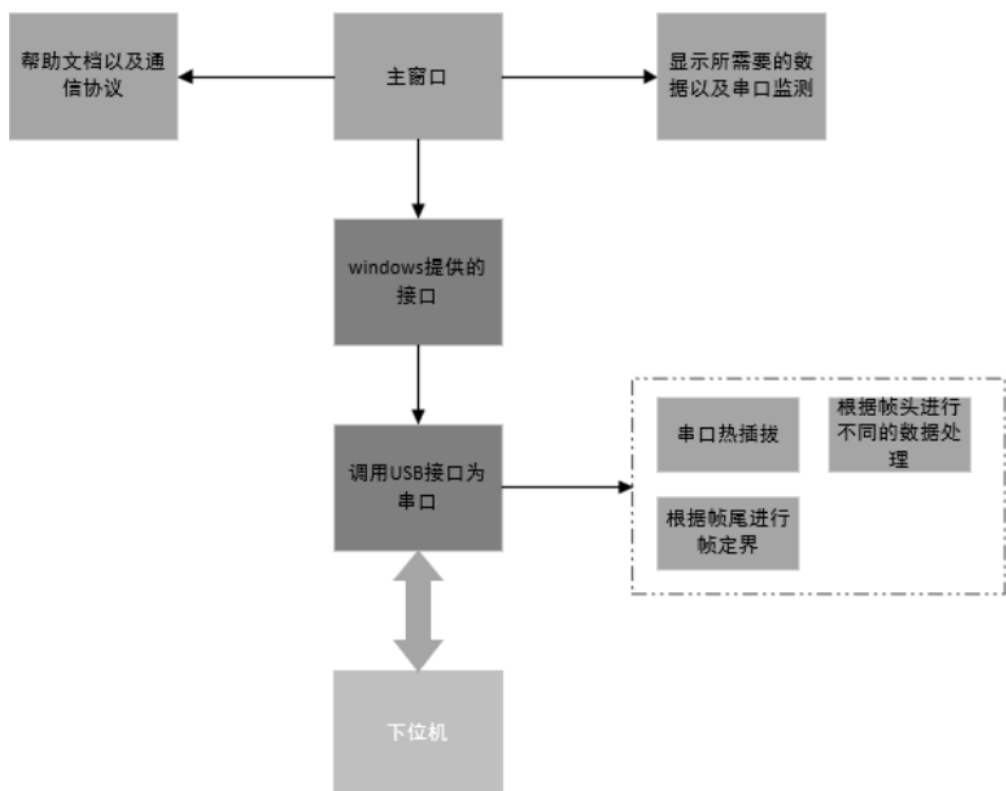 帮助文档以及通
信协议
主窗口
显示所需要的数
据以及串口监测
windows提供的
接口
调用USB接口为
串口
串口热插拔
根据帧头进行
不同的数据处
理
根据帧尾进行
帧定界
下位机